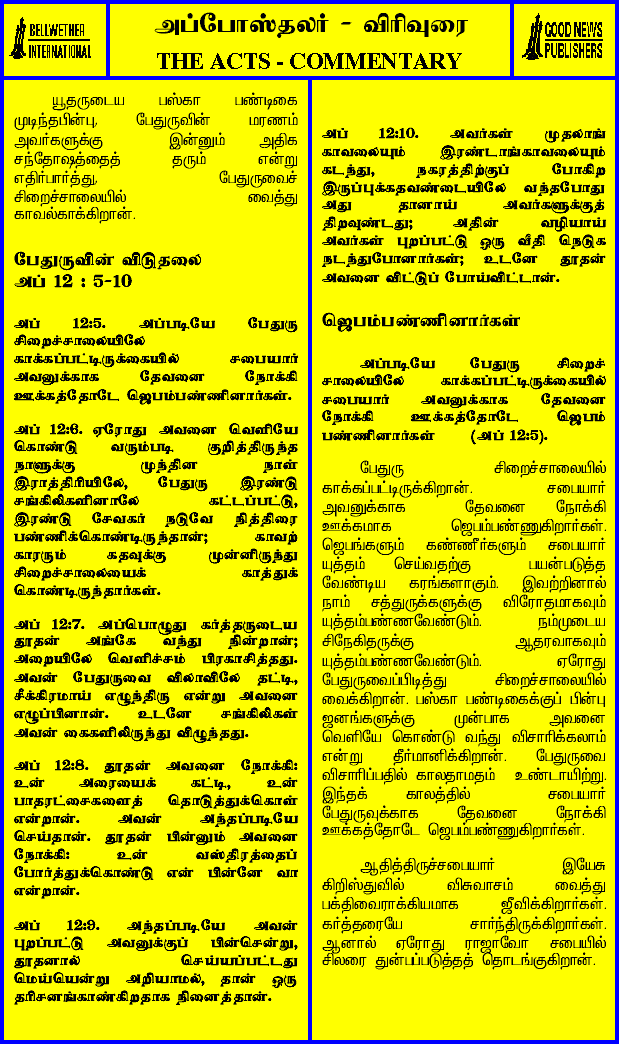 BELLWETHER
INTERNATIONAL
அப்போஸ்தலர் - விரிவுரை
THE ACTS - COMMENTARY
GOOD NEWS
PUBLISHERS
யூதருடைய பஸ்கா பண்டிகை
முடிந்தபின்பு, பேதுருவின் மரணம்
அவர்களுக்கு இன்னும் அதிக
சந்தோஷத்தைத் தரும் என்று
எதிர்பார்த்து, பேதுருவைச்
சிறைச்சாலையில் வைத்து
காவல்காக்கிறான்.
பேதுருவின் விடுதலை
அப் 12 : 5-10
அப் 12:5. அப்படியே பேதுரு
சிறைச்சாலையிலே
காக்கப்பட்டிருக்கையில் சபையார்
அவனுக்காக தேவனை நோக்கி
ஊக்கத்தோடே ஜெபம்பண்ணினார்கள்.
அப் 12:6. ஏரோது அவனை வெளியே
கொண்டு வரும்படி குறித்திருந்த
நாளுக்கு முந்தின நாள்
இராத்திரியிலே, பேதுரு இரண்டு
சங்கிலிகளினாலே கட்டப்பட்டு,
இரண்டு சேவகர் நடுவே நித்திரை
பண்ணிக்கொண்டிருந்தான்; காவற்
காரரும் கதவுக்கு முன்னிருந்து
சிறைச்சாலையைக் காத்துக்
கொண்டிருந்தார்கள்.
அப் 12:7. அப்பொழுது கர்த்தருடைய
தூதன் அங்கே வந்து நின்றான்;
அறையிலே வெளிச்சம் பிரகாசித்தது.
அவன் பேதுருவை விலாவிலே தட்டி,
சீக்கிரமாய் எழுந்திரு என்று அவனை
எழுப்பினான். உடனே சங்கிலிகள்
அவன் கைகளிலிருந்து விழுந்தது.
அப் 12:8. தூதன் அவனை நோக்கி:
உன் அரையைக் கட்டி, உன்
பாதரட்சைகளைத் தொடுத்துக்கொள்
என்றான். அவன் அந்தப்படியே
செய்தான். தூதன் பின்னும் அவனை
நோக்கி: உன் வஸ்திரத்தைப்
போர்த்துக்கொண்டு என் பின்னே வா
என்றான்.
அப் 12:9. அந்தப்படியே அவன்
புறப்பட்டு அவனுக்குப் பின்சென்று,
தூதனால் செய்யப்பட்டது
மெய்யென்று அறியாமல், தான் ஒரு
தரிசனங்காண்கிறதாக நினைத்தான்.
அப் 12:10. அவர்கள் முதலாங்
காவலையும் இரண்டாங்காவலையும்
கடந்து, நகரத்திற்குப் போகிற
இருப்புக்கதவண்டையிலே வந்தபோது
அது தானாய் அவர்களுக்குத்
திறவுண்டது; அதின் வழியாய்
அவர்கள் புறப்பட்டு ஒரு வீதி நெடுக
நடந்துபோனார்கள்; உடனே தூதன்
அவனை விட்டுப் போய்விட்டான்.
ஜெபம்பண்ணினார்கள்
அப்படியே பேதுரு சிறைச்
சாலையிலே காக்கப்பட்டிருக்கையில்
சபையார் அவனுக்காக தேவனை
நோக்கி ஊக்கத்தோடே ஜெபம்
பண்ணினார்கள் (அப் 12:5).
பேதுரு சிறைச்சாலையில்
காக்கப்பட்டிருக்கிறான். சபையார்
அவனுக்காக தேவனை நோக்கி
ஊக்கமாக ஜெபம்பண்ணுகிறார்கள்.
ஜெபங்களும் கண்ணீர்களும் சபையார்
யுத்தம் செய்வதற்கு பயன்படுத்த
வேண்டிய கரங்களாகும். இவற்றினால்
நாம் சத்துருக்களுக்கு விரோதமாகவும்
யுத்தம்பண்ணவேண்டும். நம்முடைய
சிநேகிதருக்கு ஆதரவாகவும்
யுத்தம்பண்ணவேண்டும். ஏரோது
பேதுருவைப்பிடித்து சிறைச்சாலையில்
வைக்கிறான். பஸ்கா பண்டிகைக்குப் பின்பு
ஜனங்களுக்கு முன்பாக அவனை
வெளியே கொண்டு வந்து விசாரிக்கலாம்
என்று தீர்மானிக்கிறான். பேதுருவை
விசாரிப்பதில் காலதாமதம் உண்டாயிற்று.
இந்தக் காலத்தில் சபையார்
பேதுருவுக்காக தேவனை நோக்கி
ஊக்கத்தோடே ஜெபம்பண்ணுகிறார்கள்.
ஆதித்திருச்சபையார் இயேசு
கிறிஸ்துவில் விசுவாசம் வைத்து
பக்திவைராக்கியமாக ஜீவிக்கிறார்கள்.
கர்த்தரையே சார்ந்திருக்கிறார்கள்.
ஆனால் ஏரோது ராஜாவோ சபையில்
சிலரை துன்பப்படுத்தத் தொடங்குகிறான்.